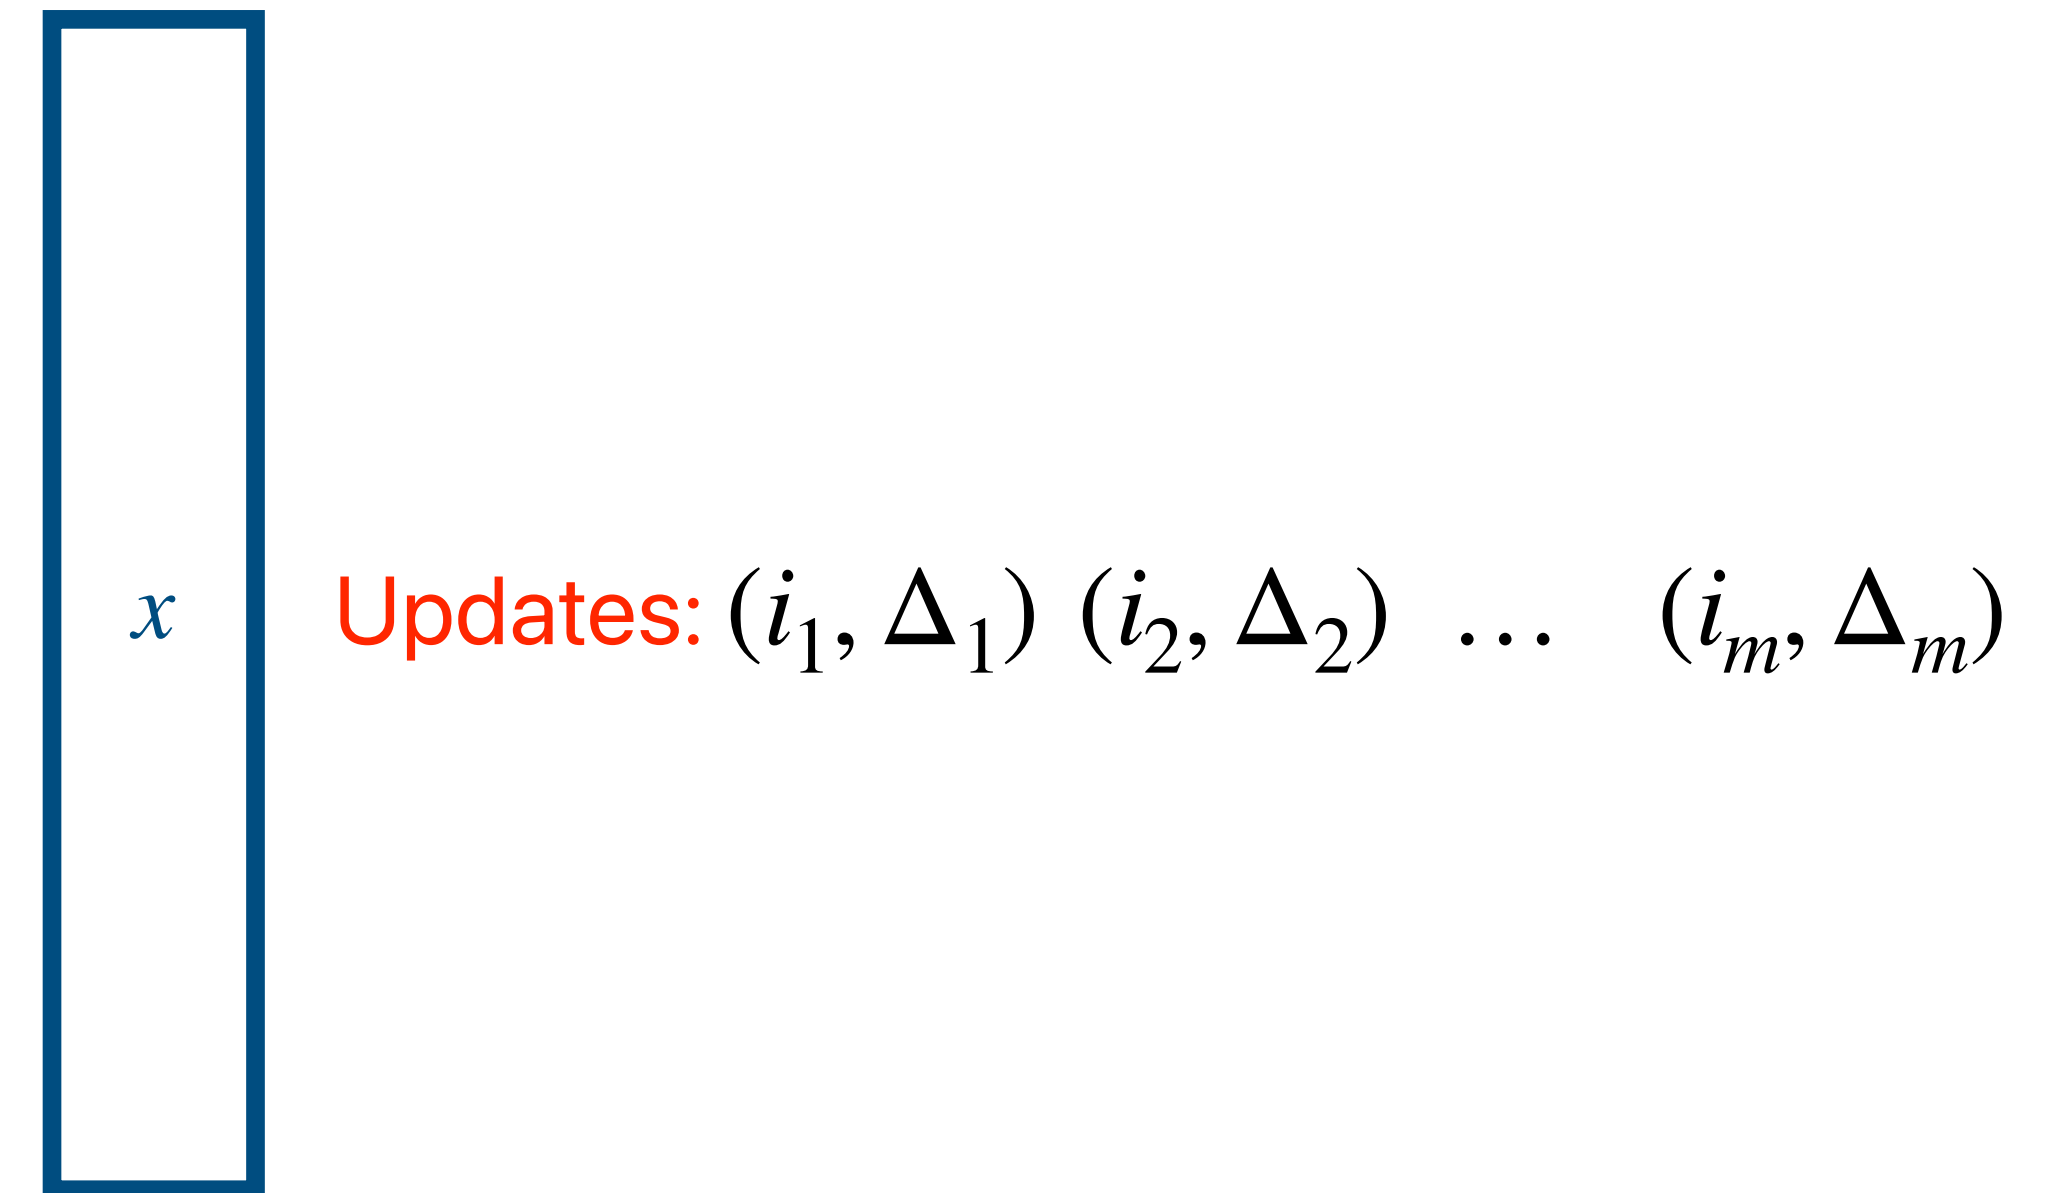 x
Updates: (i₁, Δ₁) (i₂, Δ₂) … (iₘ, Δₘ)